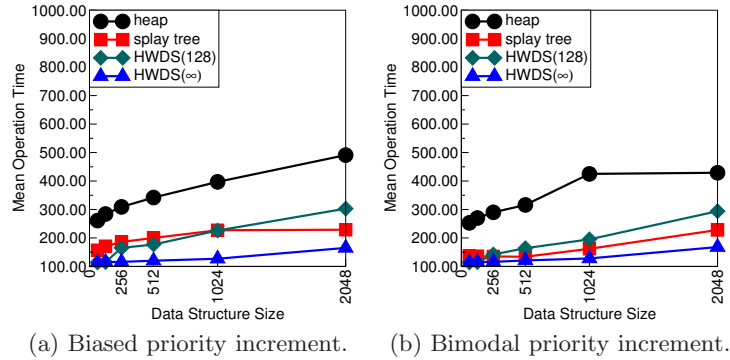 1000.00
900.00
800.00
700.00
600.00
500.00
400.00
300.00
200.00
100.00
Mean Operation Time
heap
splay tree
HWDS(128)
HWDS(∞)
0
256
512
1024
2048
Data Structure Size
(a) Biased priority increment.
1000.00
900.00
800.00
700.00
600.00
500.00
400.00
300.00
200.00
100.00
Mean Operation Time
heap
splay tree
HWDS(128)
HWDS(∞)
0
256
512
1024
2048
Data Structure Size
(b) Bimodal priority increment.